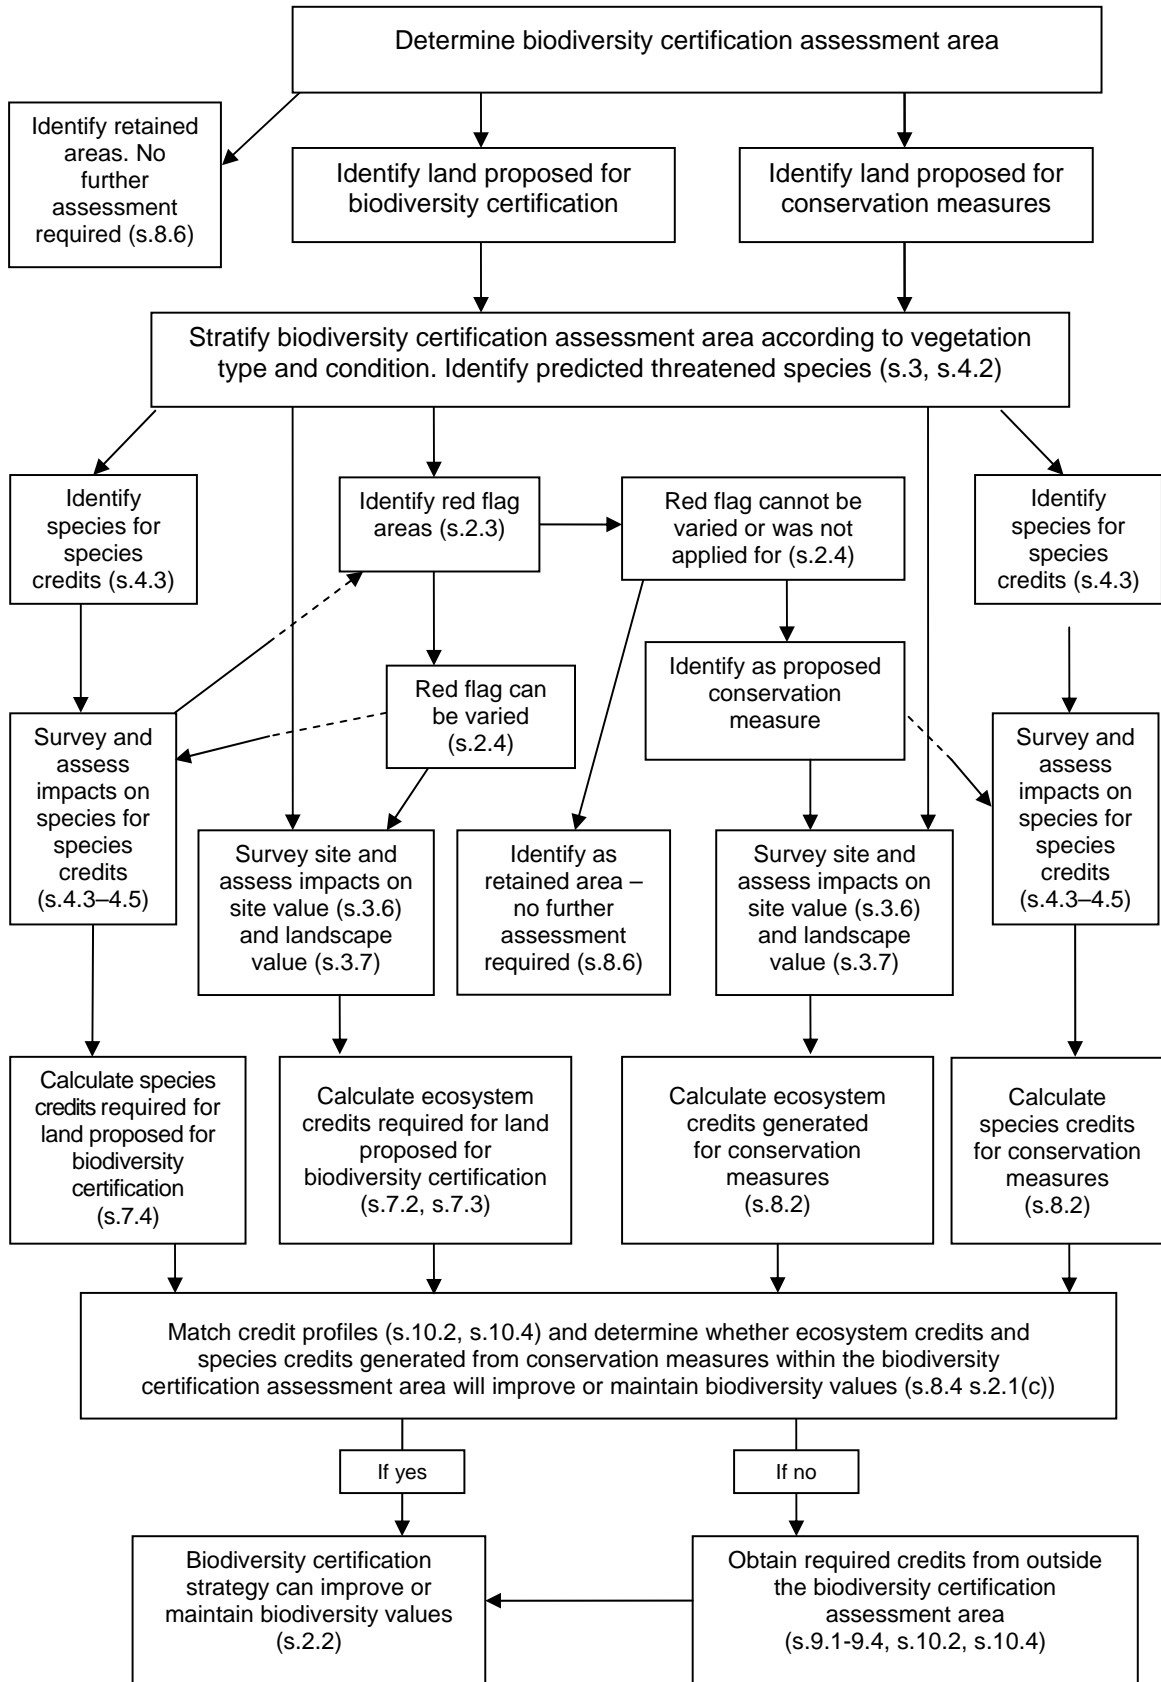 Determine biodiversity certification assessment area
Identify retained
areas. No
further
assessment
required (s.8.6)
Identify land proposed for
biodiversity certification
Identify land proposed for
conservation measures
Stratify biodiversity certification assessment area according to vegetation
type and condition. Identify predicted threatened species (s.3, s.4.2)
Identify
species for
species
credits (s.4.3)
Identify red flag
areas (s.2.3)
Red flag cannot be
varied or was not
applied for (s.2.4)
Identify
species for
species
credits (s.4.3)
Red flag can
be varied
(s.2.4)
Identify as proposed
conservation
measure
Survey and
assess
impacts on
species for
species
credits
(s.4.3–4.5)
Survey site and
assess impacts on
site value (s.3.6)
and landscape
value (s.3.7)
Identify as
retained area –
no further
assessment
required (s.8.6)
Survey site and
assess impacts on
site value (s.3.6)
and landscape
value (s.3.7)
Survey and
assess
impacts on
species for
species
credits
(s.4.3–4.5)
Calculate species
credits required for
land proposed for
biodiversity
certification
(s.7.4)
Calculate ecosystem
credits required for land
proposed for
biodiversity certification
(s.7.2, s.7.3)
Calculate ecosystem
credits generated
for conservation
measures
(s.8.2)
Calculate
species credits
for conservation
measures
(s.8.2)
Match credit profiles (s.10.2, s.10.4) and determine whether ecosystem credits and
species credits generated from conservation measures within the biodiversity
certification assessment area will improve or maintain biodiversity values (s.8.4 s.2.1(c))
If yes
If no
Biodiversity certification
strategy can improve or
maintain biodiversity values
(s.2.2)
Obtain required credits from outside
the biodiversity certification
assessment area
(s.9.1-9.4, s.10.2, s.10.4)